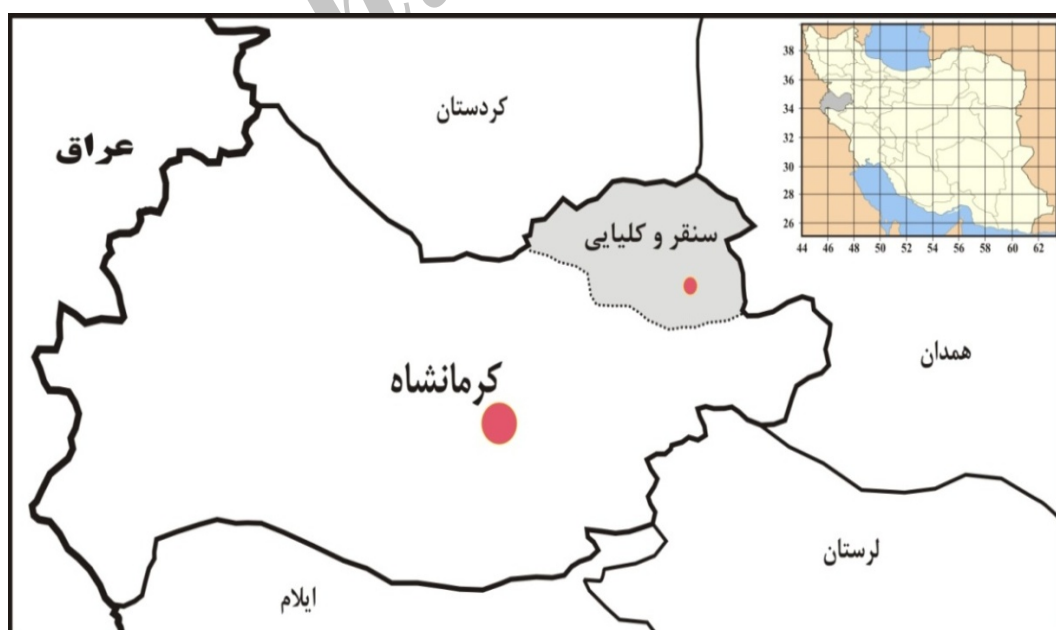 کردستان
عراق
سنقر و کلیایی
همدان
کرمانشاه
لرستان
ایلام
38
36
34
32
30
28
26
44 46 48 50 52 54 56 58 60 62